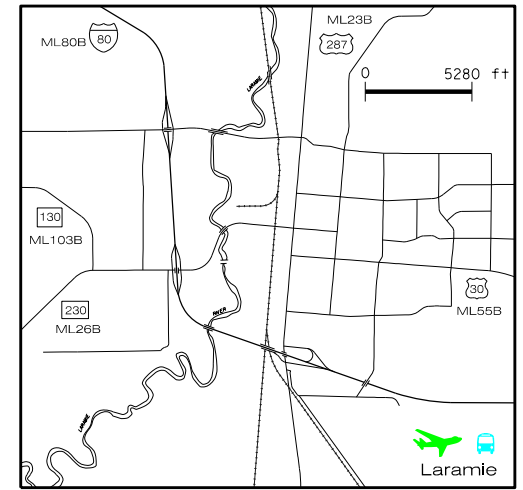 ML80B
80
ML23B
287
0 5280 ft
LARAMIE
130
ML103B
230
ML26B
30
ML55B
RIVER
LARAMIE
Laramie